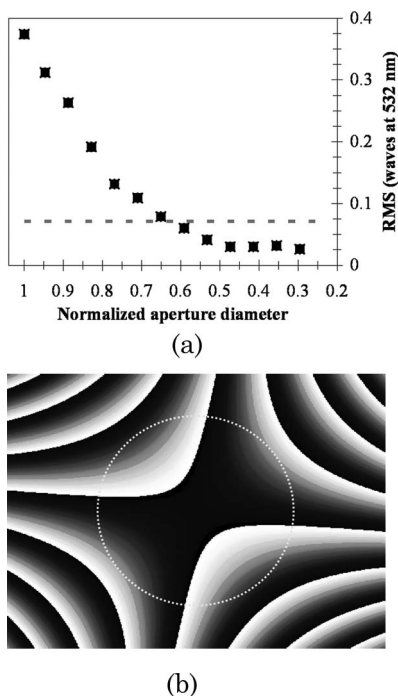 0.4
0.3
0.2
0.1
0
RMS (waves at 532 nm)
1 0.9 0.8 0.7 0.6 0.5 0.4 0.3 0.2
Normalized aperture diameter
(a)
(b)